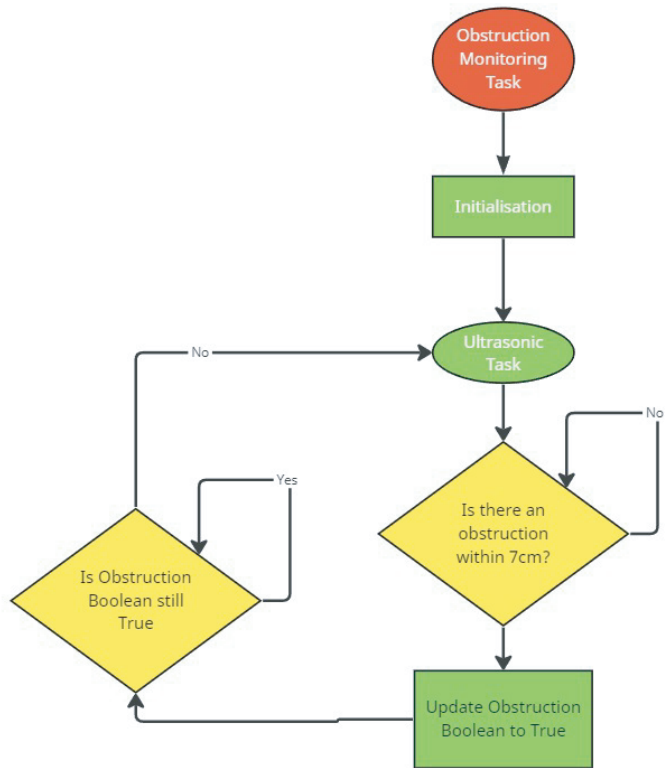 Obstruction
Monitoring
Task
Initialisation
Ultrasonic
Task
No
No
Is there an
obstruction
within 7cm?
Yes
Is Obstruction
Boolean still
True
Update Obstruction
Boolean to True